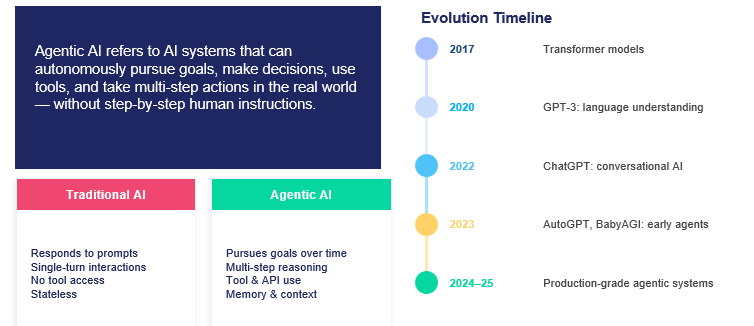 Agentic AI refers to AI systems that can
autonomously pursue goals, make decisions, use
tools, and take multi-step actions in the real world
— without step-by-step human instructions.
Traditional AI
Responds to prompts
Single-turn interactions
No tool access
Stateless
Agentic AI
Pursues goals over time
Multi-step reasoning
Tool & API use
Memory & context
Evolution Timeline
2017 Transformer models
2020 GPT-3: language understanding
2022 ChatGPT: conversational AI
2023 AutoGPT, BabyAGI: early agents
2024–25 Production-grade agentic systems